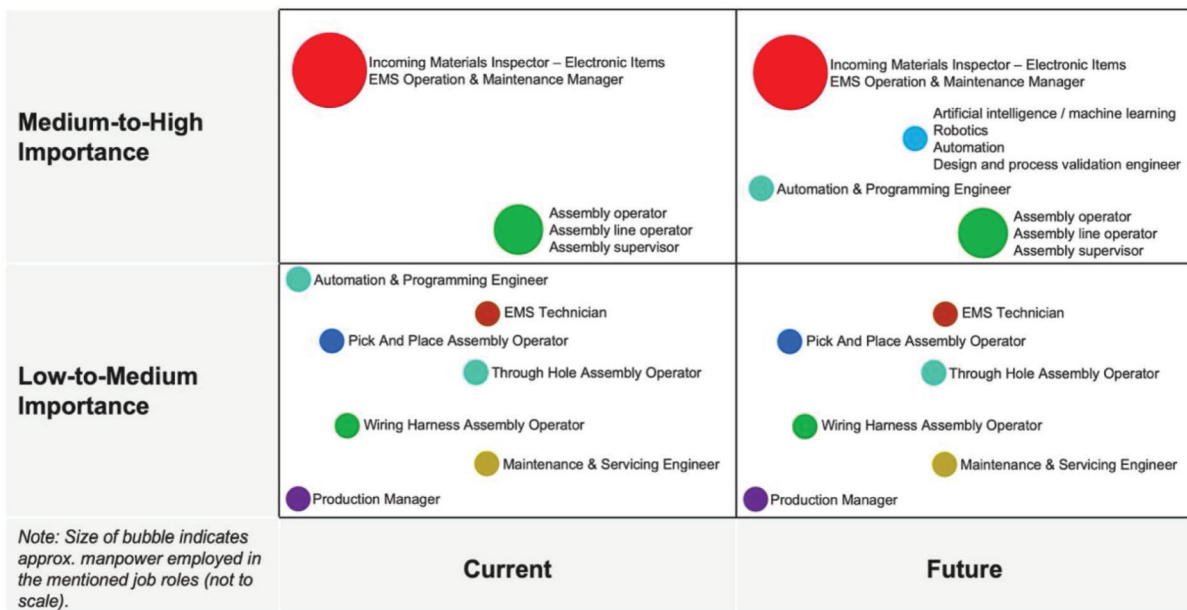 Medium-to-High
Importance
Incoming Materials Inspector – Electronic Items
EMS Operation & Maintenance Manager
Assembly operator
Assembly line operator
Assembly supervisor
Incoming Materials Inspector – Electronic Items
EMS Operation & Maintenance Manager
Artificial intelligence / machine learning
Robotics
Automation
Design and process validation engineer
Automation & Programming Engineer
Assembly operator
Assembly line operator
Assembly supervisor
Low-to-Medium
Importance
Automation & Programming Engineer
EMS Technician
Pick And Place Assembly Operator
Through Hole Assembly Operator
Wiring Harness Assembly Operator
Maintenance & Servicing Engineer
Production Manager
EMS Technician
Pick And Place Assembly Operator
Through Hole Assembly Operator
Wiring Harness Assembly Operator
Maintenance & Servicing Engineer
Production Manager
Note: Size of bubble indicates
approx. manpower employed in
the mentioned job roles (not to
scale).
Current
Future